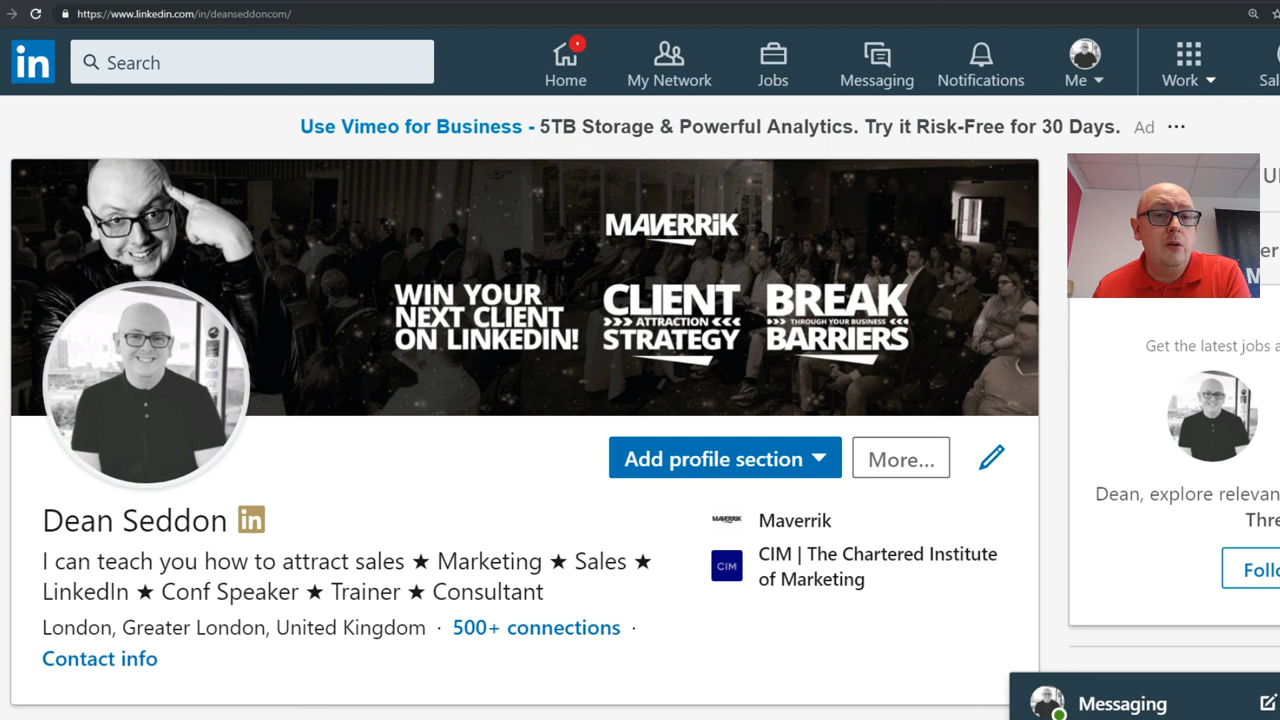 https://www.linkedin.com/in/deanseddoncom/
in
Search
Home
My Network
Jobs
Messaging
Notifications
Me
Work
Use Vimeo for Business - 5TB Storage & Powerful Analytics. Try it Risk-Free for 30 Days. Ad ...
MAVERRiK
WIN YOUR
NEXT CLIENT
ON LINKEDIN!
CLIENT
>>> ATTRACTION <<<
STRATEGY
BREAK
>> THROUGH YOUR BUSINESS <<
BARRIERS
Add profile section
More...
Dean Seddon in
I can teach you how to attract sales ★ Marketing ★ Sales ★
LinkedIn ★ Conf Speaker ★ Trainer ★ Consultant
London, Greater London, United Kingdom · 500+ connections ·
Contact info
MAVERRiK
Maverrik
CIM
CIM | The Chartered Institute
of Marketing
Get the latest jobs a
Dean, explore relevan
Thre
Follo
Messaging